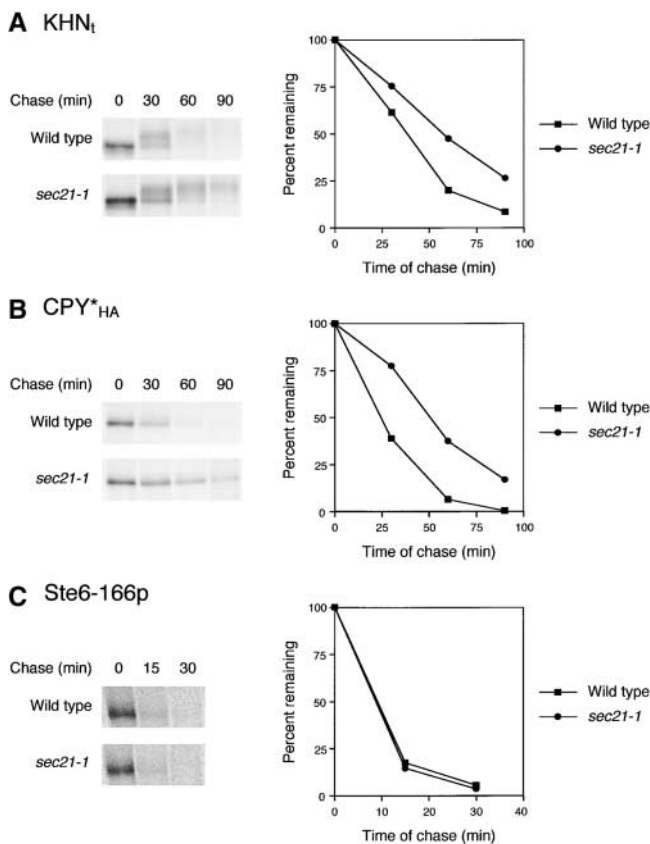 A KHNt
Chase (min) 0 30 60 90
Wild type
sec21-1
Percent remaining
100
75
50
25
0
0 25 50 75 100
Time of chase (min)
Wild type
sec21-1
B CPY*HA
Chase (min) 0 30 60 90
Wild type
sec21-1
Percent remaining
100
75
50
25
0
0 25 50 75 100
Time of chase (min)
Wild type
sec21-1
C Ste6-166p
Chase (min) 0 15 30
Wild type
sec21-1
Percent remaining
100
75
50
25
0
0 10 20 30 40
Time of chase (min)
Wild type
sec21-1